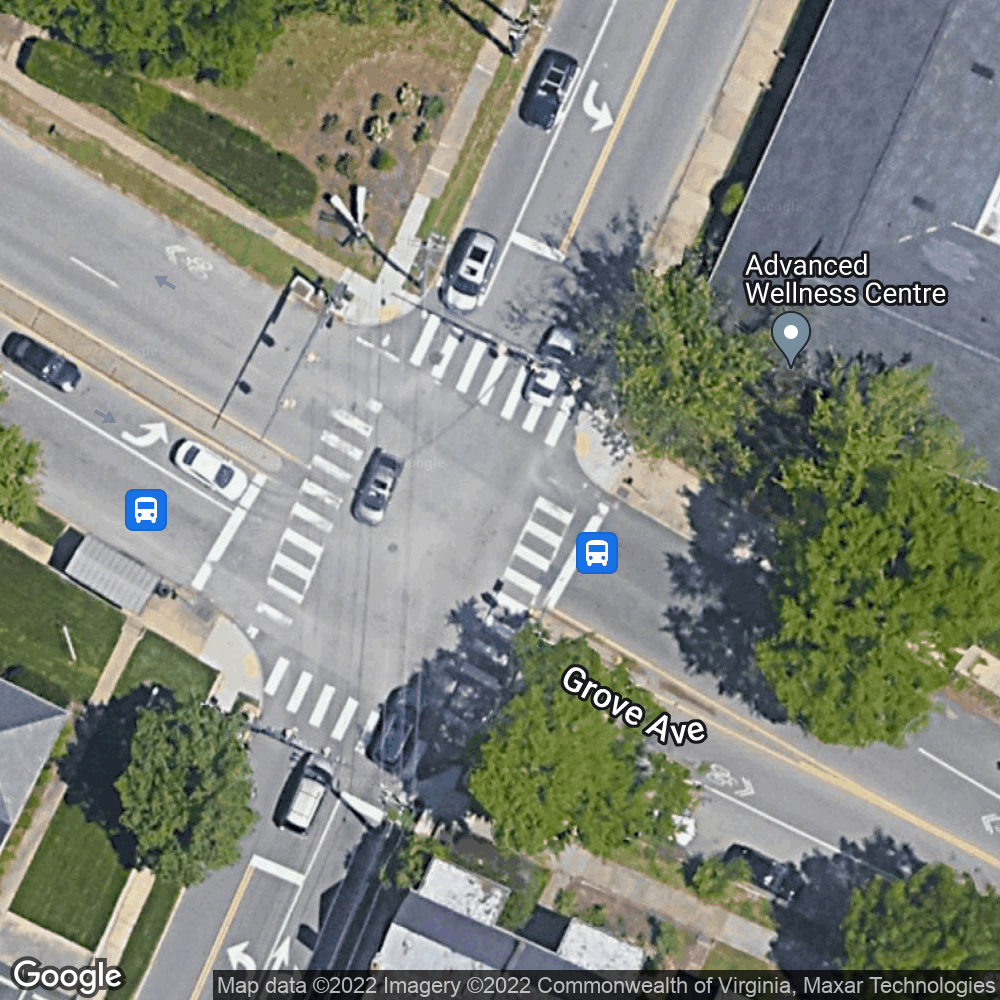 Advanced
Wellness Centre
Grove Ave
Google
Map data ©2022 Imagery ©2022 Commonwealth of Virginia, Maxar Technologies